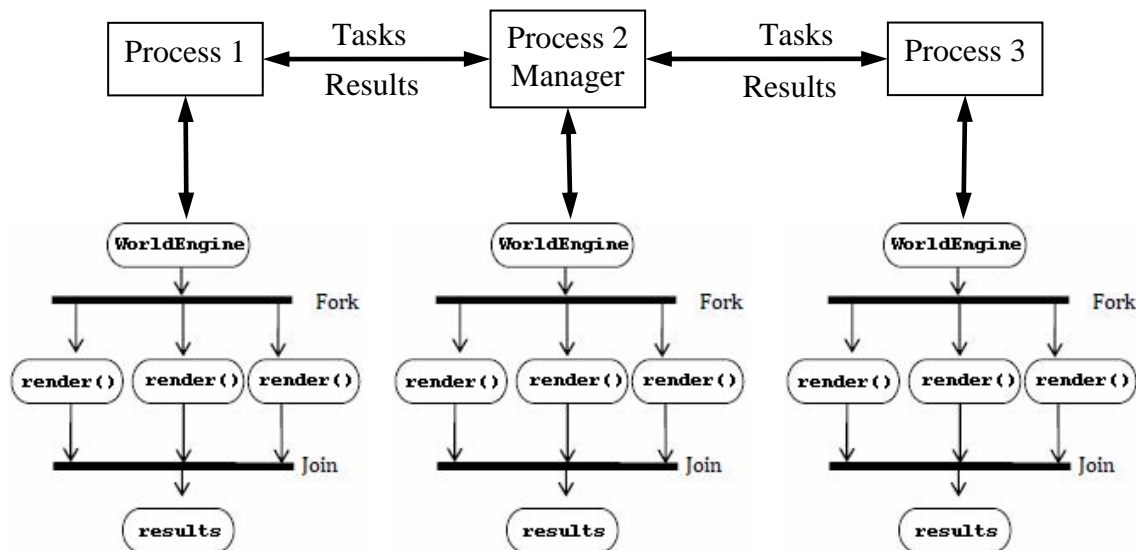 Process 1
Tasks
Results
Process 2
Manager
Tasks
Results
Process 3
WorldEngine
WorldEngine
WorldEngine
Fork
Fork
Fork
render() render() render()
render() render() render()
render() render() render()
Join
Join
Join
results
results
results